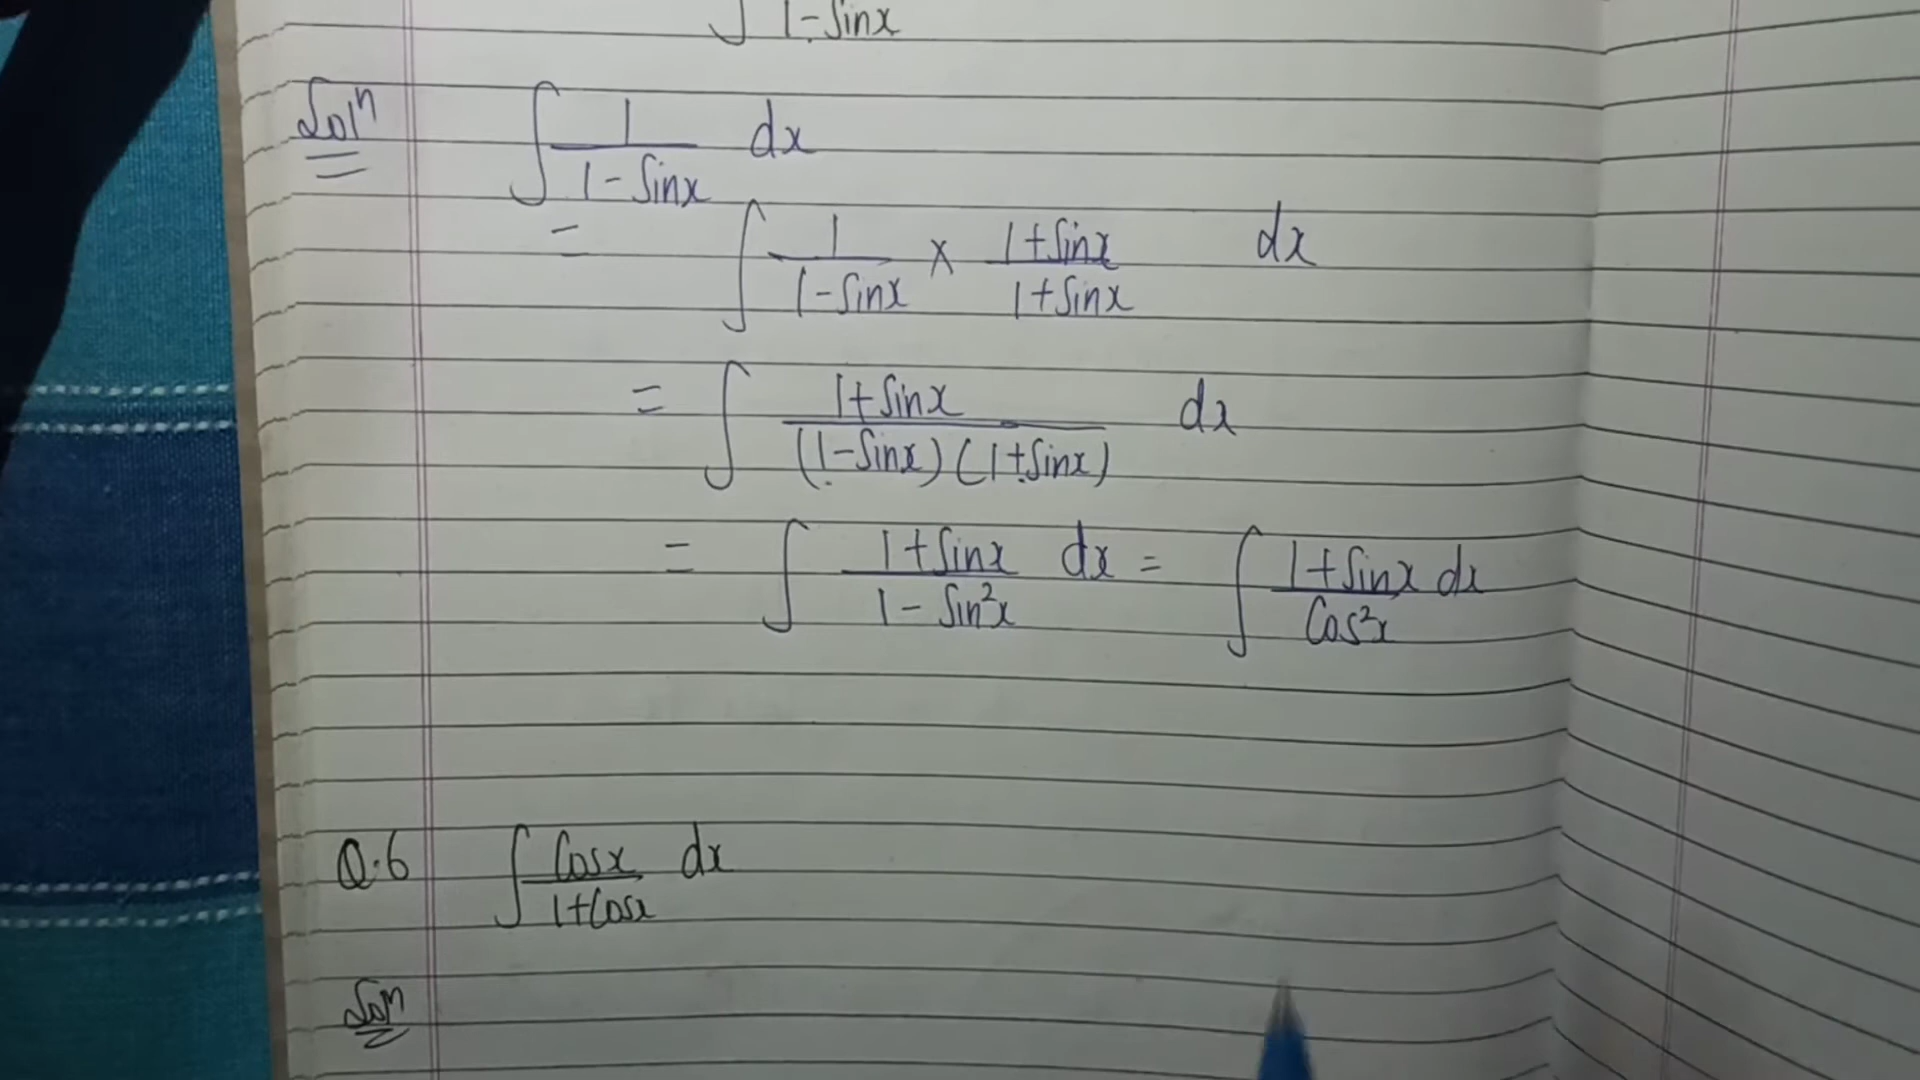 ∫ 1-Sinx
Solⁿ ∫ 1/(1-Sinx) dx
= ∫ 1/(1-Sinx) × (1+Sinx)/(1+Sinx) dx
= ∫ (1+Sinx)/((1-Sinx)(1+Sinx)) dx
= ∫ (1+Sinx)/(1-Sin²x) dx = ∫ (1+Sinx)/(Cos²x) dx
Q.6 ∫ Cosx/(1+Cosx) dx
Solⁿ